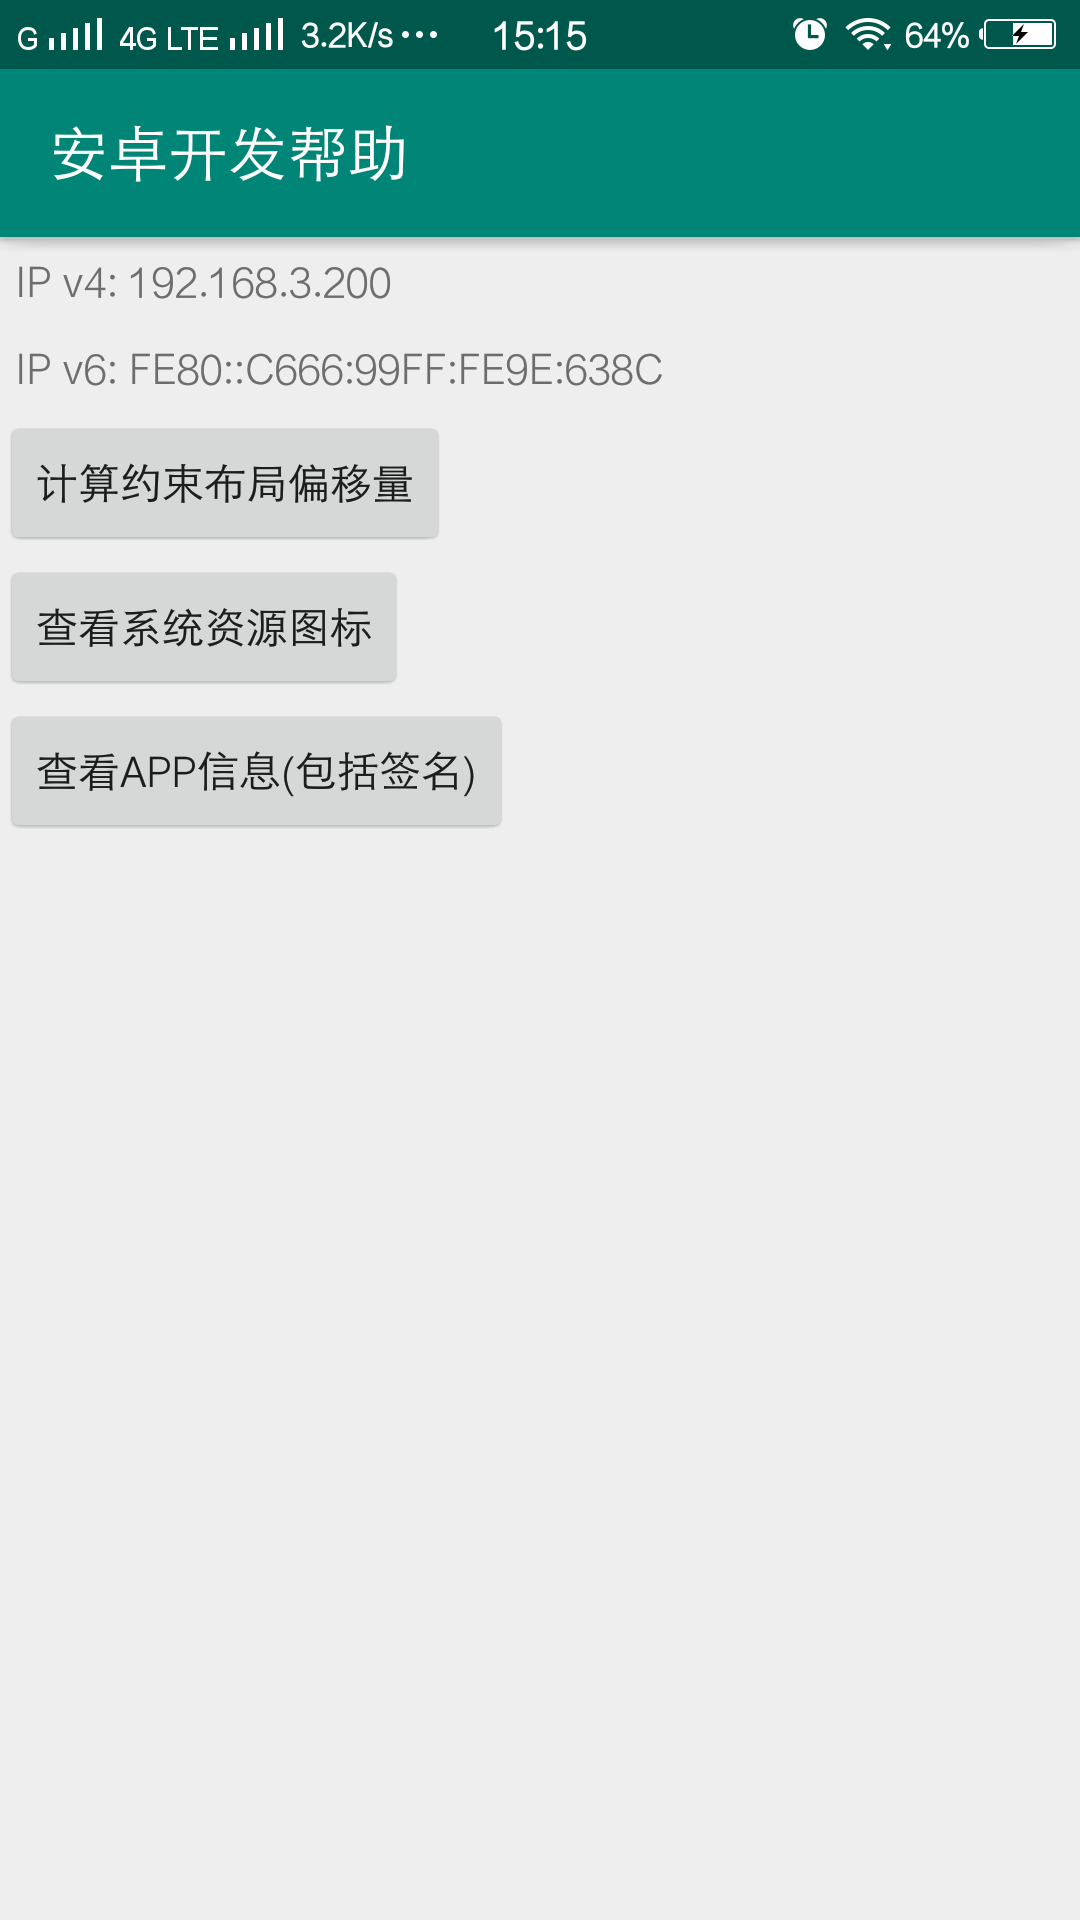 G 4G LTE 3.2K/s ... 15:15 64%
安卓开发帮助
IP v4: 192.168.3.200
IP v6: FE80::C666:99FF:FE9E:638C
计算约束布局偏移量
查看系统资源图标
查看APP信息(包括签名)